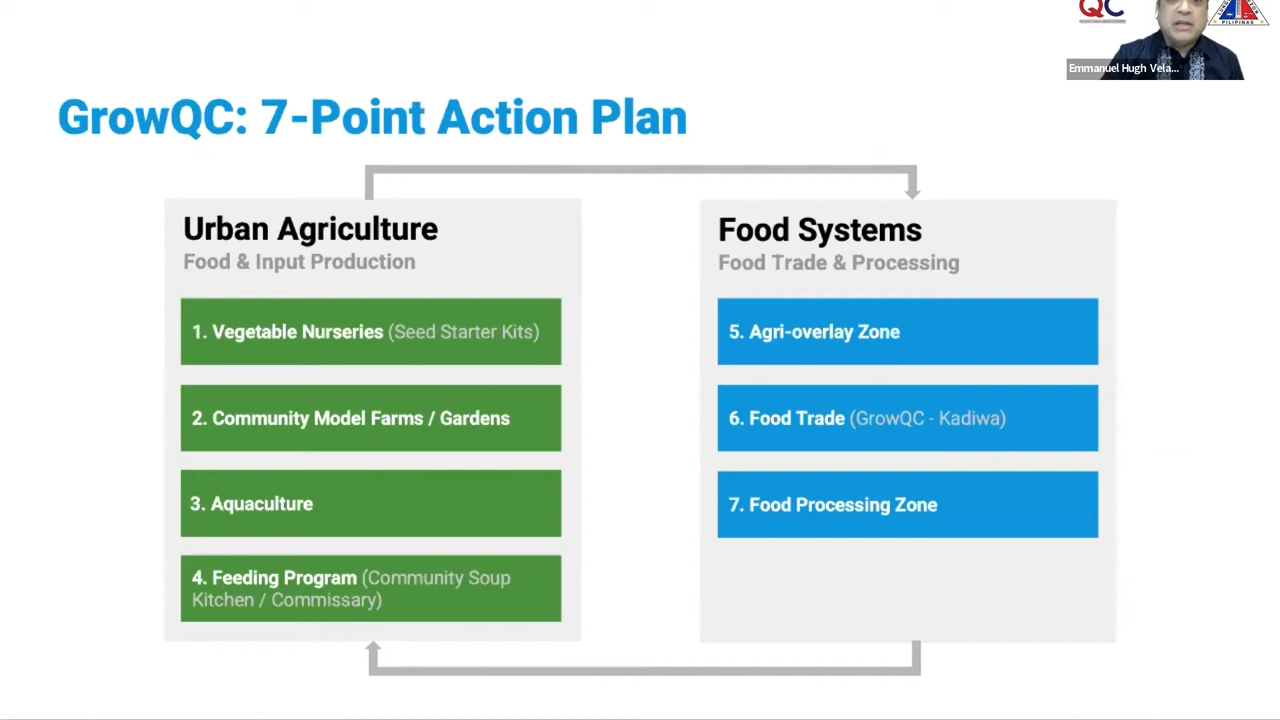 QC
PILIPINAS
Emmanuel Hugh Vela...
GrowQC: 7-Point Action Plan
Urban Agriculture
Food & Input Production
1. Vegetable Nurseries (Seed Starter Kits)
2. Community Model Farms / Gardens
3. Aquaculture
4. Feeding Program (Community Soup
Kitchen / Commissary)
Food Systems
Food Trade & Processing
5. Agri-overlay Zone
6. Food Trade (GrowQC - Kadiwa)
7. Food Processing Zone